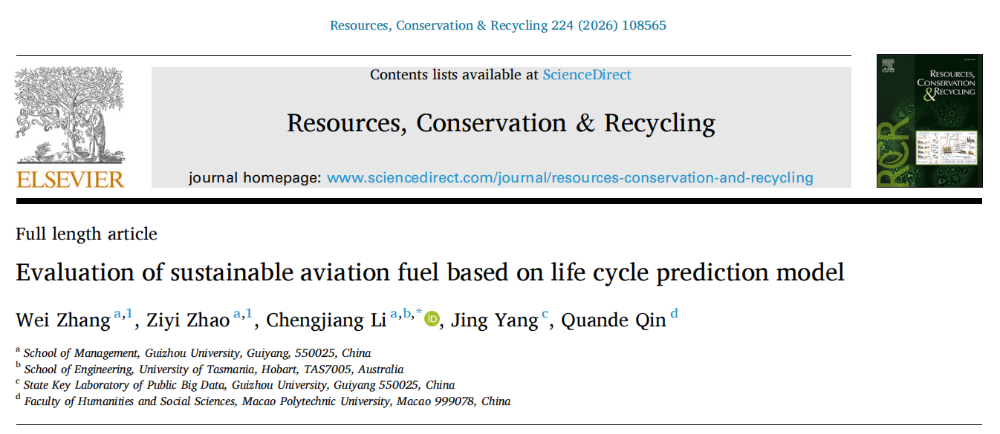 Resources, Conservation & Recycling 224 (2026) 108565
Contents lists available at ScienceDirect
Resources, Conservation & Recycling
journal homepage: www.sciencedirect.com/journal/resources-conservation-and-recycling
NON SOLUS
ELSEVIER
ELSEVIER
RESOURCES,
CONSERVATION
&RECYCLING
RCR
Full length article
Evaluation of sustainable aviation fuel based on life cycle prediction model
Wei Zhang a,1, Ziyi Zhao a,1, Chengjiang Li a,b,* iD, Jing Yang c, Quande Qin d
a School of Management, Guizhou University, Guiyang, 550025, China
b School of Engineering, University of Tasmania, Hobart, TAS7005, Australia
c State Key Laboratory of Public Big Data, Guizhou University, Guiyang 550025, China
d Faculty of Humanities and Social Sciences, Macao Polytechnic University, Macao 999078, China